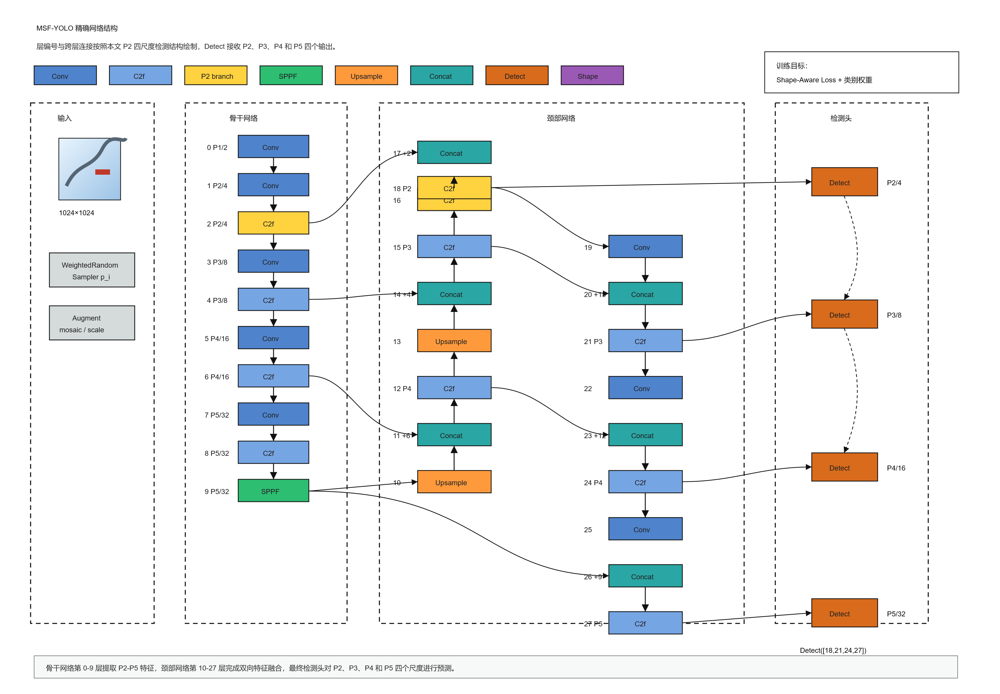 MSF-YOLO 精确网络结构
层编号与跨层连接按照本文 P2 四尺度检测结构绘制，Detect 接收 P2、P3、P4 和 P5 四个输出。
Conv
C2f
P2 branch
SPPF
Upsample
Concat
Detect
Shape
训练目标：
Shape-Aware Loss + 类别权重
输入
1024×1024
WeightedRandom
Sampler p_i
Augment
mosaic / scale
骨干网络
0 P1/2
Conv
1 P2/4
Conv
2 P2/4
C2f
3 P3/8
Conv
4 P3/8
C2f
5 P4/16
Conv
6 P4/16
C2f
7 P5/32
Conv
8 P5/32
C2f
9 P5/32
SPPF
颈部网络
17 +2
Concat
18 P2
C2f
16
C2f
15 P3
C2f
14 +4
Concat
13
Upsample
12 P4
C2f
11 +6
Concat
10
Upsample
19
Conv
20 +15
Concat
21 P3
C2f
22
Conv
23 +12
Concat
24 P4
C2f
25
Conv
26 +9
Concat
27 P5
C2f
检测头
Detect
P2/4
Detect
P3/8
Detect
P4/16
Detect
P5/32
Detect([18,21,24,27])
骨干网络第 0-9 层提取 P2-P5 特征，颈部网络第 10-27 层完成双向特征融合，最终检测头对 P2、P3、P4 和 P5 四个尺度进行预测。